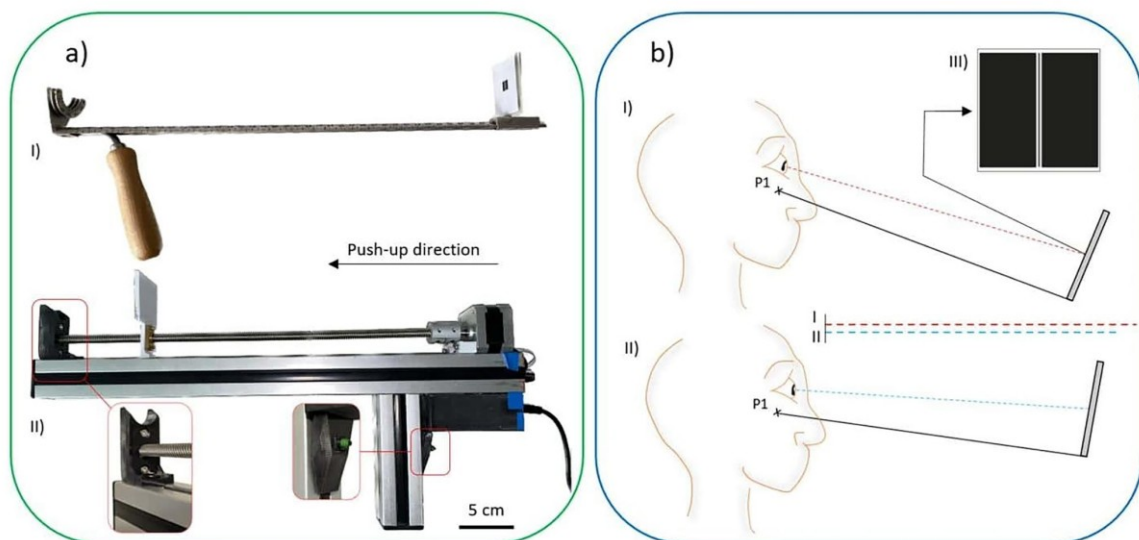 a)
I)
Push-up direction
II)
5 cm
b)
III)
I)
P1
I
II
II)
P1